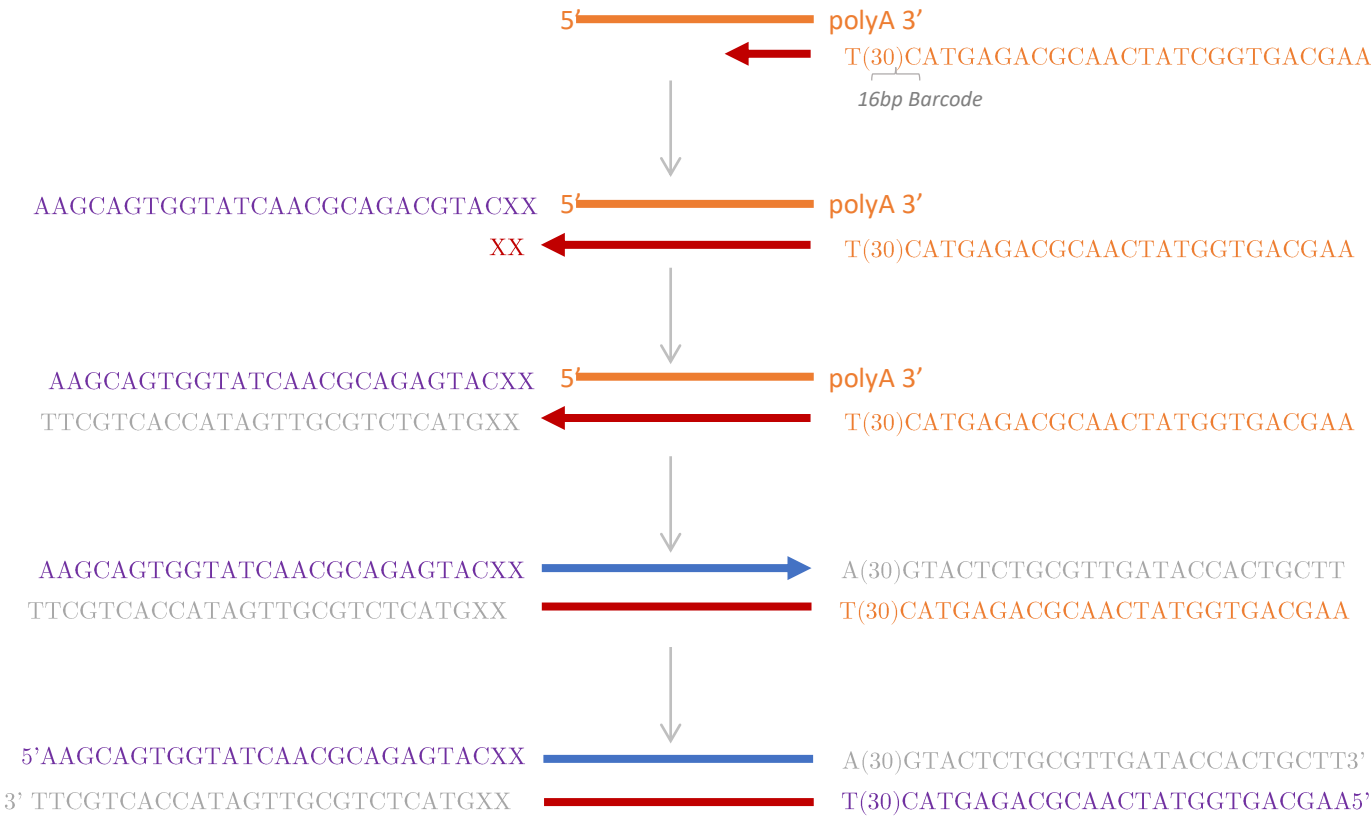 5’ polyA 3’
T(30)CATGAGACGCAACTATCGGTGACGAA
16bp Barcode
AAGCAGTGGTATCAACGCAGACGTACXX 5’ polyA 3’
XX T(30)CATGAGACGCAACTATGGTGACGAA
AAGCAGTGGTATCAACGCAGAGTACXX 5’ polyA 3’
TTCGTCACCATAGTTGCGTCTCATGXX T(30)CATGAGACGCAACTATGGTGACGAA
AAGCAGTGGTATCAACGCAGAGTACXX A(30)GTACTCTGCGTTGATACCACTGCTT
TTCGTCACCATAGTTGCGTCTCATGXX T(30)CATGAGACGCAACTATGGTGACGAA
5’AAGCAGTGGTATCAACGCAGAGTACXX A(30)GTACTCTGCGTTGATACCACTGCTT3’
3’ TTCGTCACCATAGTTGCGTCTCATGXX T(30)CATGAGACGCAACTATGGTGACGAA5’